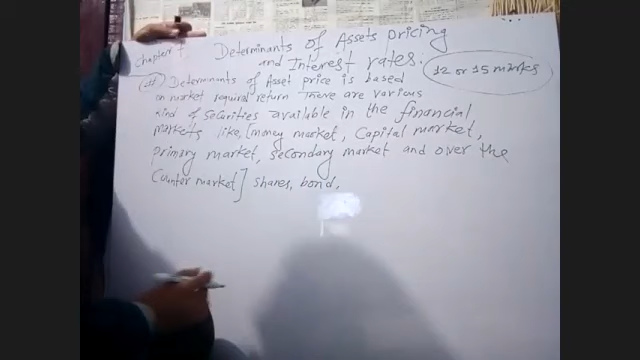 Chapter
Determinants of Assets pricing
and Interest rates.
12 or 15 marks
Determinants of Asset price is based
on market required return There are various
kind of securities available in the financial
markets like, [money market, Capital market,
primary market, secondary market and over the
Counter market] shares, bond,